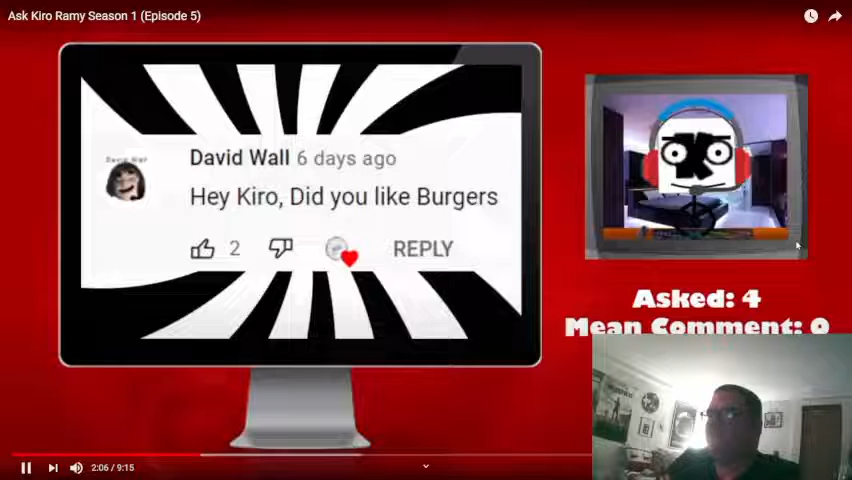 Ask Kiro Ramy Season 1 (Episode 5)
David Wall 6 days ago
Hey Kiro, Did you like Burgers
2
REPLY
Asked: 4
Mean Comment: 0
2:06 / 9:15